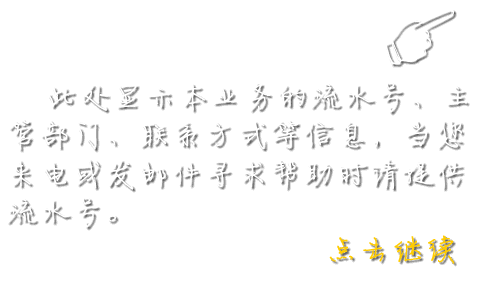 此处显示本业务的流水号、主
管部门、联系方式等信息，当您
来电或发邮件寻求帮助时请提供
流水号。
点击继续